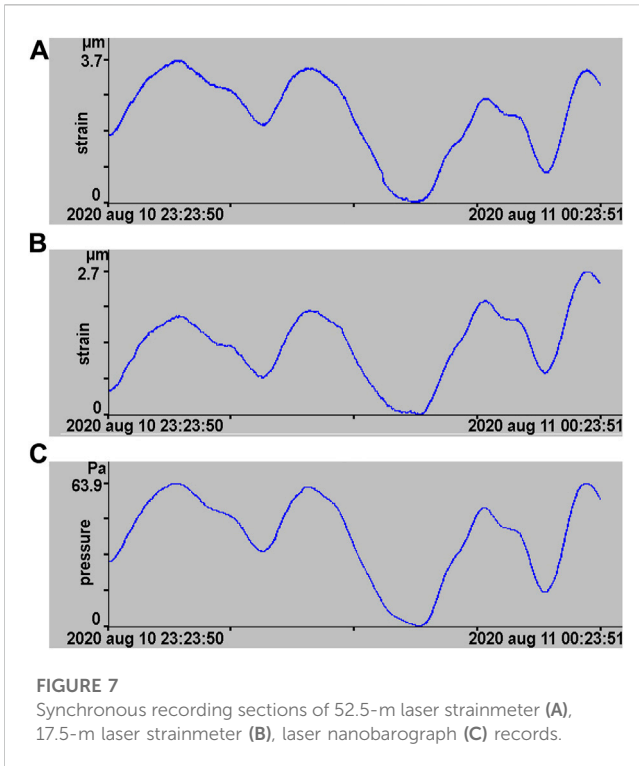 A
µm
3.7
strain
0
2020 aug 10 23:23:50 2020 aug 11 00:23:51
B
µm
2.7
strain
0
2020 aug 10 23:23:50 2020 aug 11 00:23:51
C
Pa
63.9
pressure
0
2020 aug 10 23:23:50 2020 aug 11 00:23:51
FIGURE 7
Synchronous recording sections of 52.5-m laser strainmeter (A),
17.5-m laser strainmeter (B), laser nanobarograph (C) records.